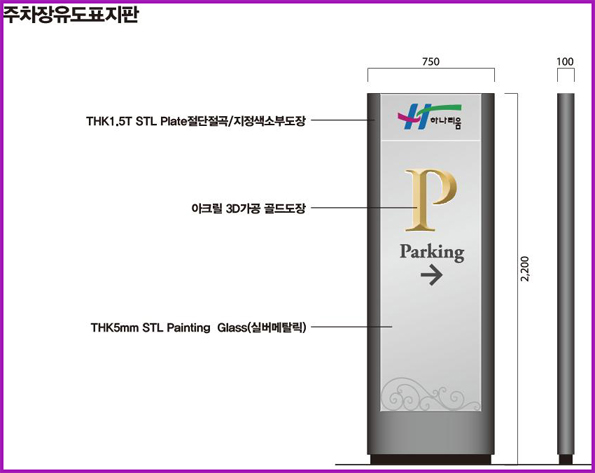 주차장유도표지판
750
100
THK1.5T STL Plate절단절곡/지정색소부도장
하나리움
아크릴 3D가공 골드도장
P
Parking
2,200
THK5mm STL Painting Glass(실버메탈릭)